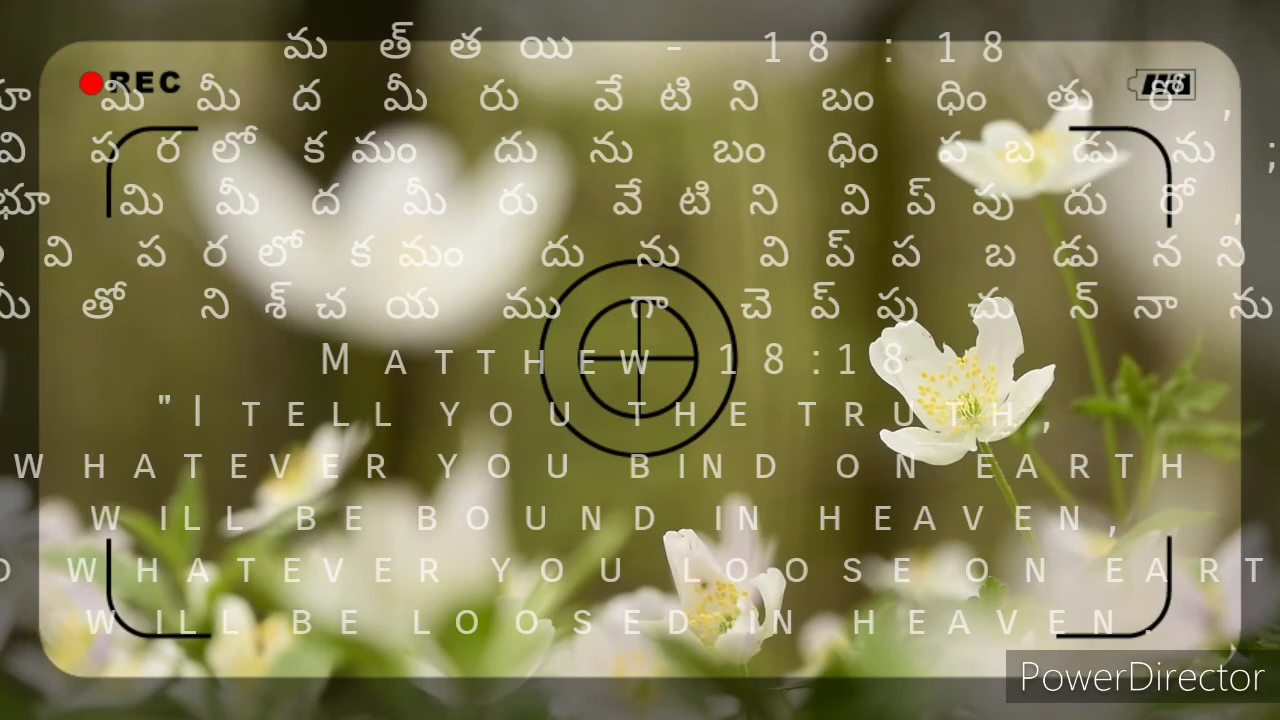 మత్తయి - 18:18
REC
మి మీద మీరు వేటిని బంధింతురో,
వి పరలోకమందును బంధింపబడును;
భూమి మీద మీరు వేటిని విప్పుదురో,
వి పరలోకమందును విప్పబడునని
మీతో నిశ్చయముగా చెప్పుచున్నాను
MATTHEW 18:18
"I TELL YOU THE TRUTH,
WHATEVER YOU BIND ON EARTH
WILL BE BOUND IN HEAVEN,
D WHATEVER YOU LOOSE ON EART
WILL BE LOOSED IN HEAVEN.
PowerDirector